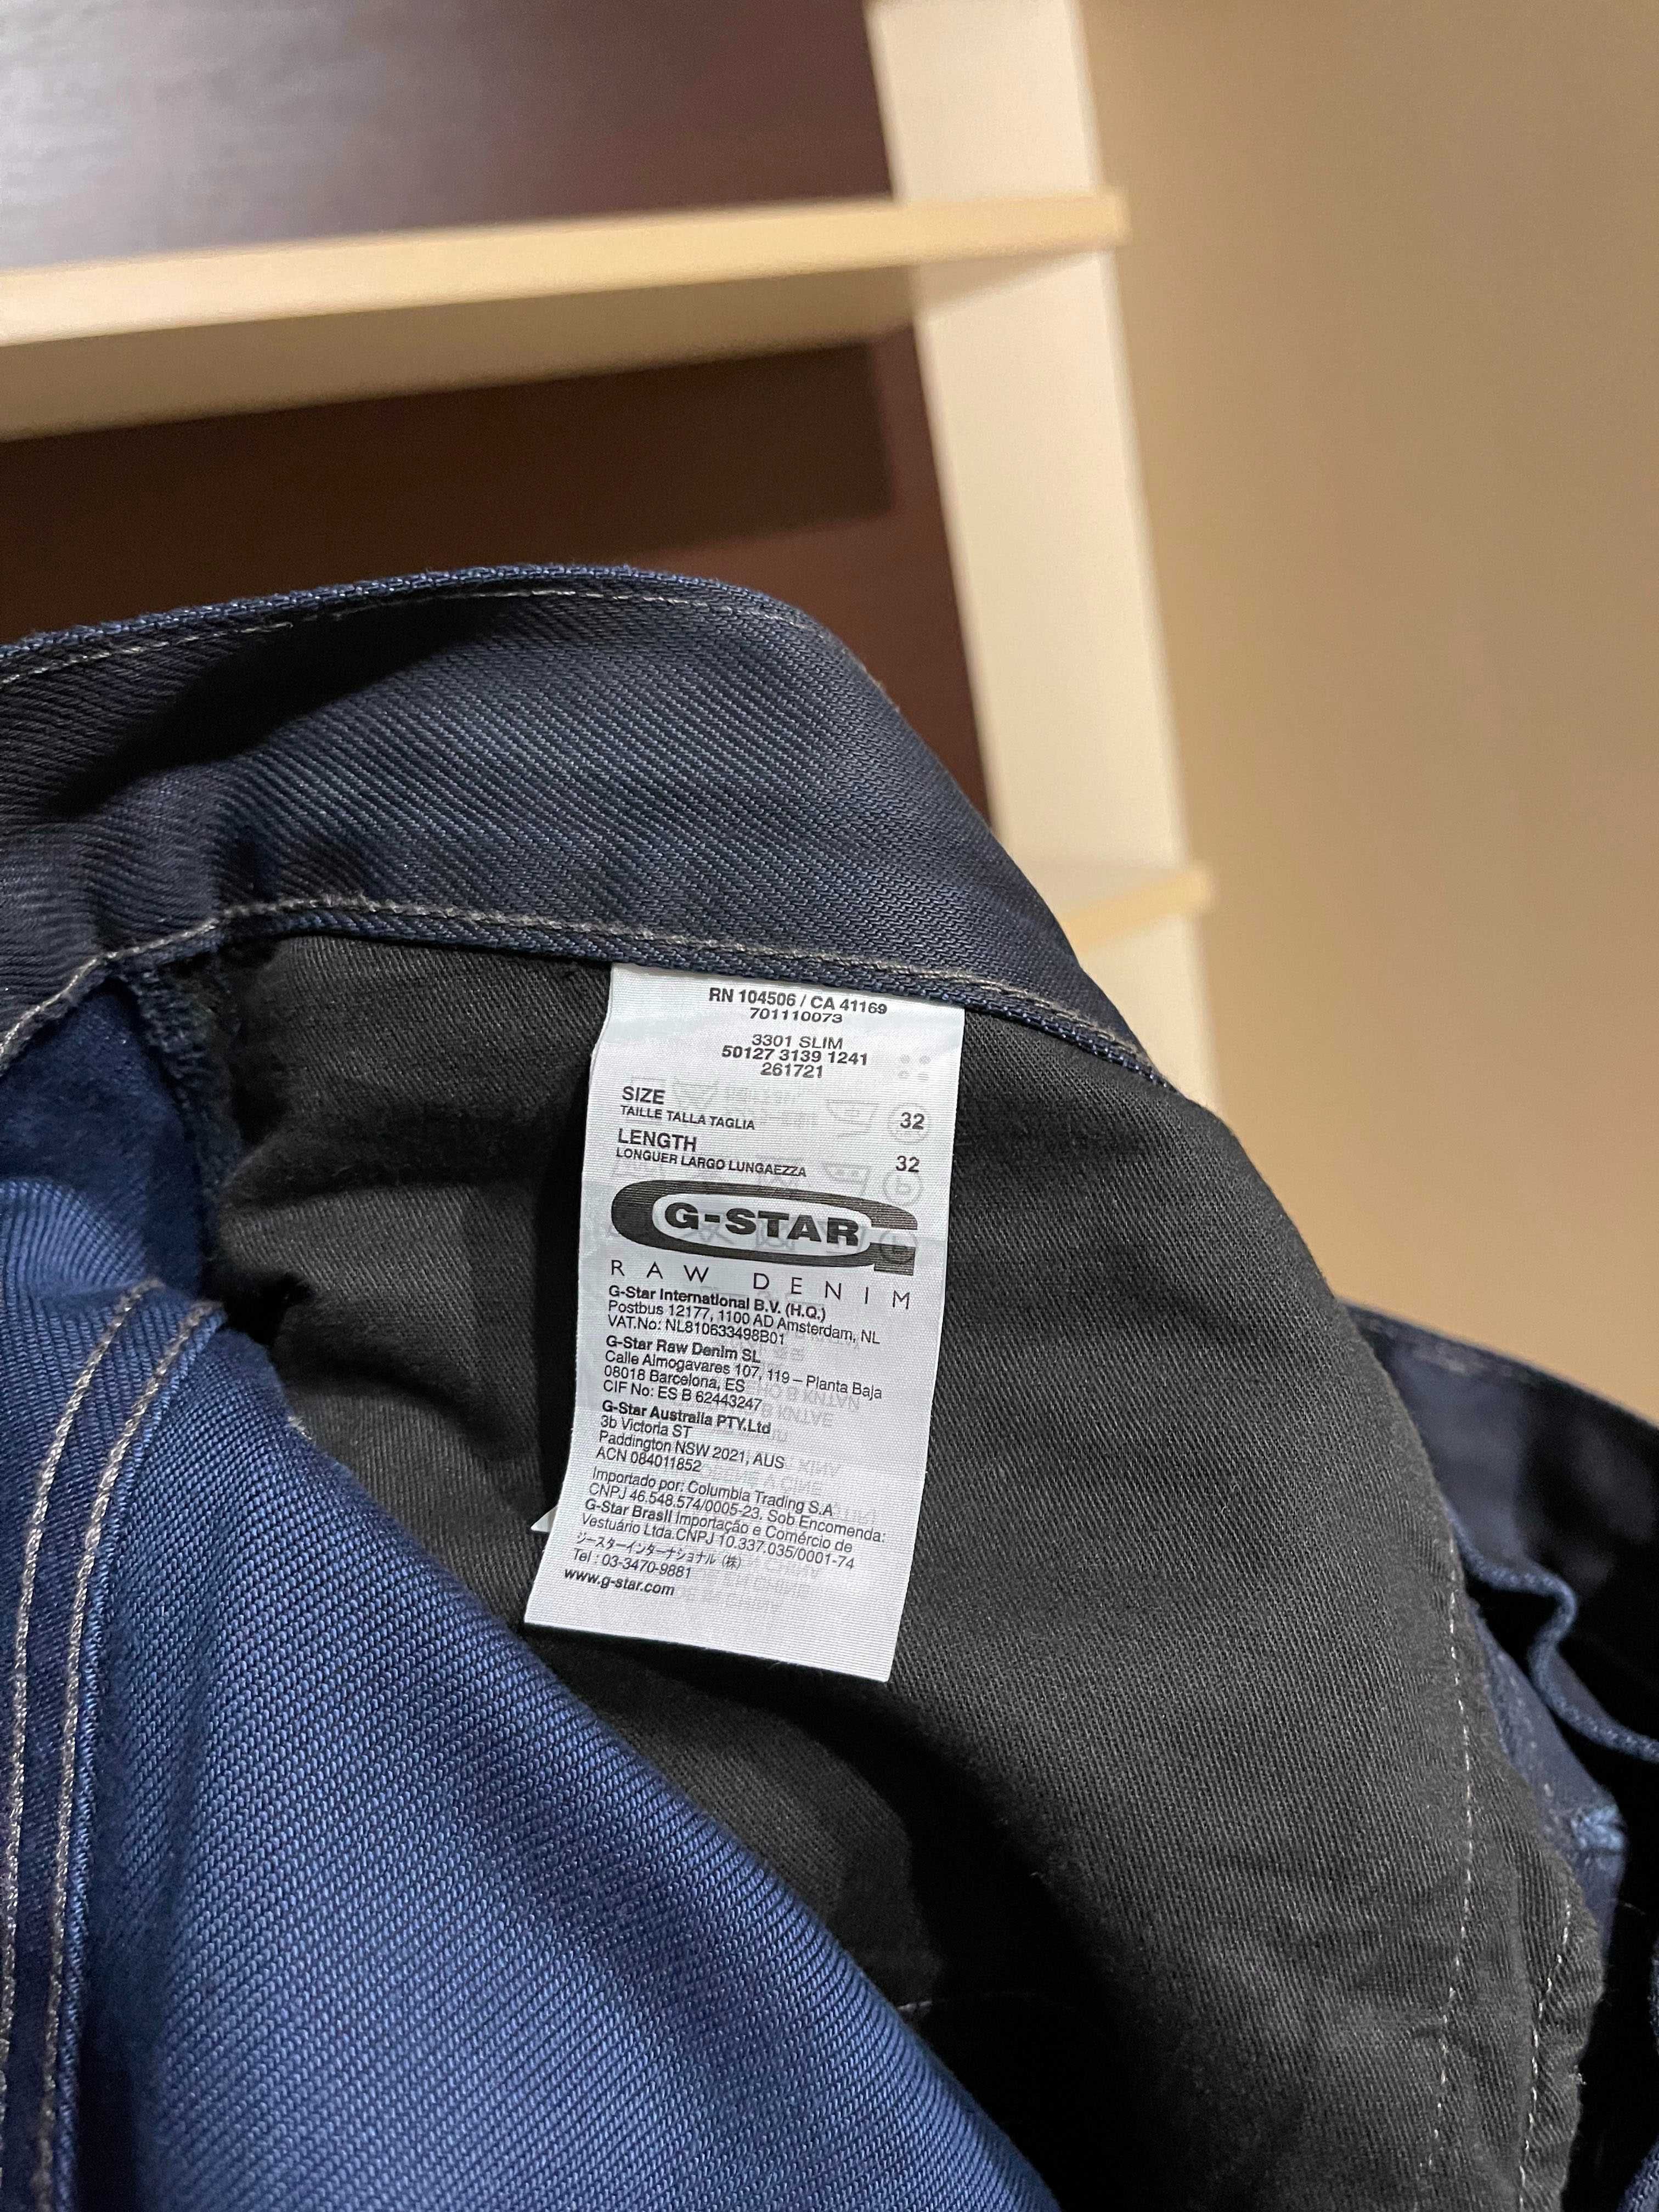 RN 104506 / CA 41169
701110073
3301 SLIM
50127 3139 1241
261721
SIZE 32
TAILLE TALLA TAGLIA
LENGTH 32
LONGUER LARGO LUNGAEZZA
G-STAR
RAW DENIM
G-Star International B.V. (H.Q.)
Postbus 12177, 1100 AD Amsterdam, NL
VAT.No: NL810633498B01
G-Star Raw Denim SL
Calle Almogavares 107, 119 – Planta Baja
08018 Barcelona, ES
CIF No: ES B 62443247
G-Star Australia PTY.Ltd
3b Victoria ST
Paddington NSW 2021, AUS
ACN 084011852
Importado por: Columbia Trading S.A
CNPJ 46.548.574/0005-23. Sob Encomenda:
G-Star Brasil Importação e Comércio de
Vestuário Ltda.CNPJ 10.337.035/0001-74
ジースターインターナショナル (株)
Tel : 03-3470-9881
www.g-star.com